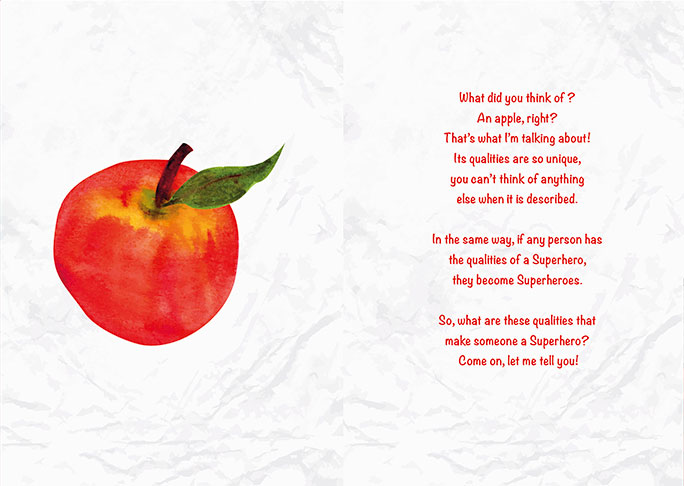 What did you think of ?
An apple, right?
That's what I'm talking about!
Its qualities are so unique,
you can't think of anything
else when it is described.
In the same way, if any person has
the qualities of a Superhero,
they become Superheroes.
So, what are these qualities that
make someone a Superhero?
Come on, let me tell you!